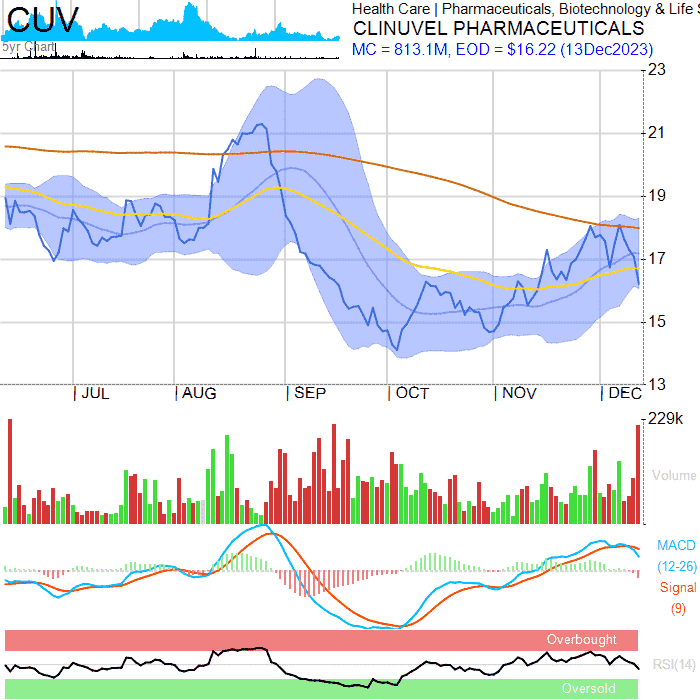 CUV
5yr Chart
Health Care | Pharmaceuticals, Biotechnology & Life S
CLINUVEL PHARMACEUTICALS
MC = 813.1M, EOD = $16.22 (13Dec2023)
23
21
19
17
15
13
| JUL | AUG | SEP | OCT | NOV | DEC
229k
Volume
MACD
(12-26)
Signal
(9)
Overbought
RSI(14)
Oversold